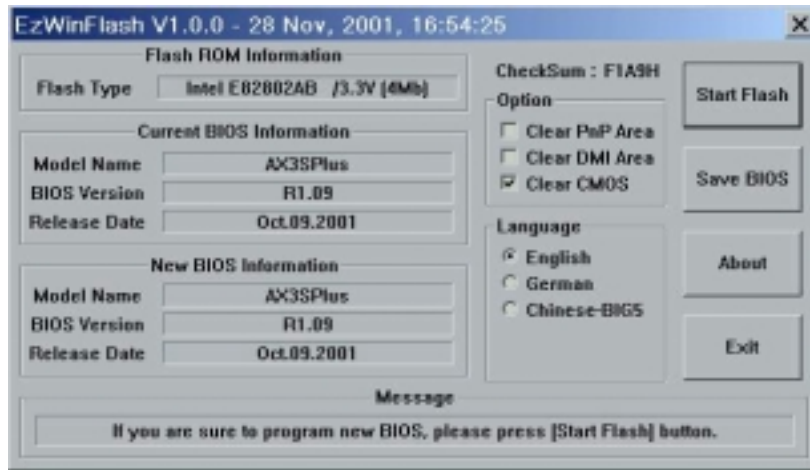 EzWinFlash V1.0.0 - 28 Nov, 2001, 16:54:25
Flash ROM Information
Flash Type Intel E82802AB /3.3V (4Mb)
Current BIOS Information
Model Name AX3SPlus
BIOS Version R1.09
Release Date Oct.09.2001
New BIOS Information
Model Name AX3SPlus
BIOS Version R1.09
Release Date Oct.09.2001
CheckSum : F1A9H
Option
Clear PnP Area
Clear DMI Area
Clear CMOS
Language
English
German
Chinese-BIG5
Start Flash
Save BIOS
About
Exit
Message
If you are sure to program new BIOS, please press [Start Flash] button.